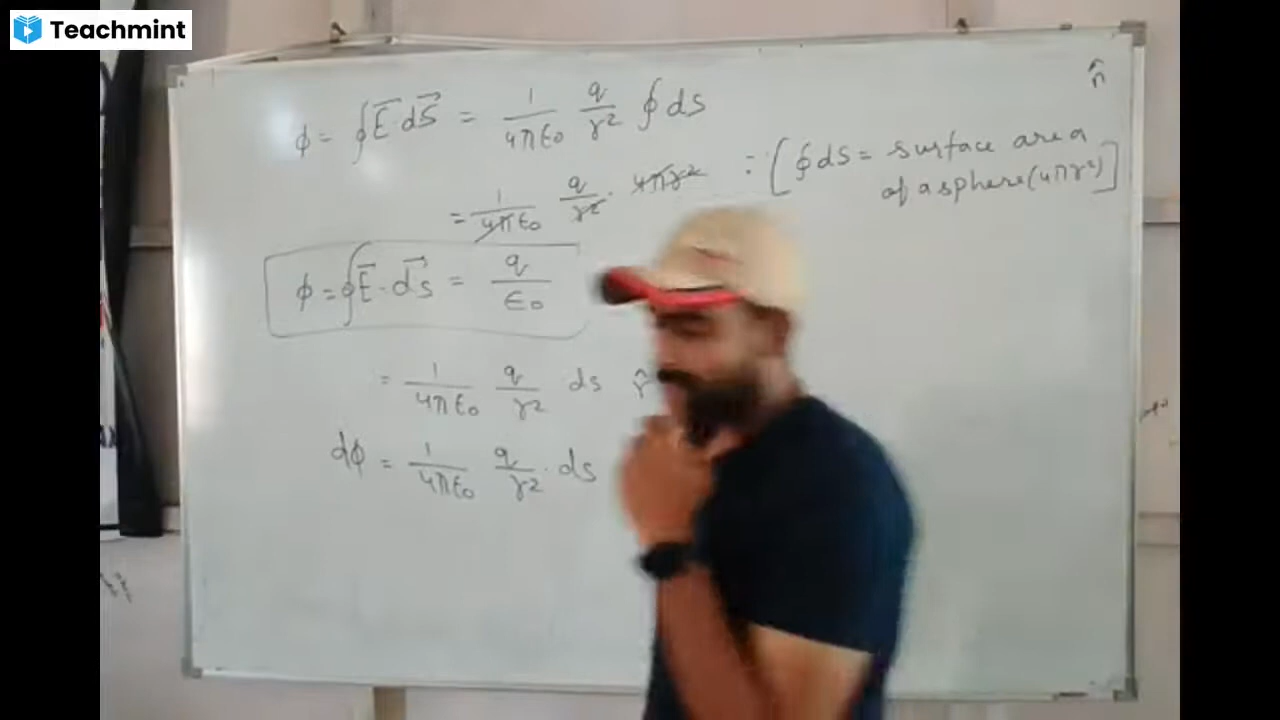 Teachmint
n̂
ϕ = ∮E⃗·dS⃗ = 1/4πϵ₀ q/r² ∮ds
= 1/4πϵ₀ q/r² · 4πr² ∵ [∮ds = surface area
of a sphere (4πr²)]
ϕ = ∮E⃗·ds⃗ = q/ϵ₀
= 1/4πϵ₀ q/r² ds r̂
dϕ = 1/4πϵ₀ q/r² · ds